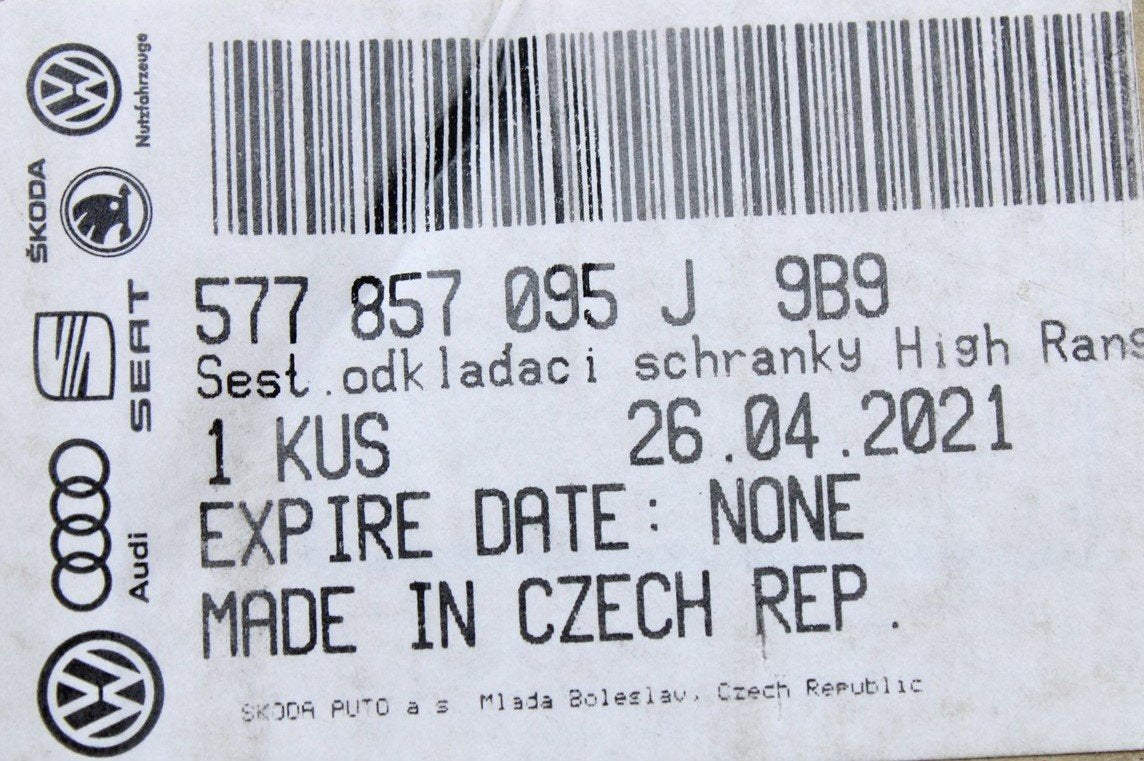 Nutzfahrzeuge
ŠKODA
SEAT
Audi
577 857 095 J 9B9
Sest.odkladaci schranky High Rang
1 KUS 26.04.2021
EXPIRE DATE: NONE
MADE IN CZECH REP.
SKODA AUTO a s Mlada Boleslav, Czech Republic